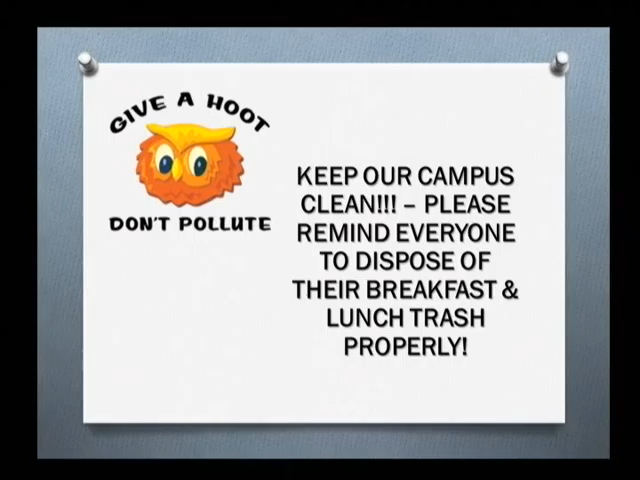 GIVE A HOOT
DON'T POLLUTE
KEEP OUR CAMPUS
CLEAN!!! – PLEASE
REMIND EVERYONE
TO DISPOSE OF
THEIR BREAKFAST &
LUNCH TRASH
PROPERLY!